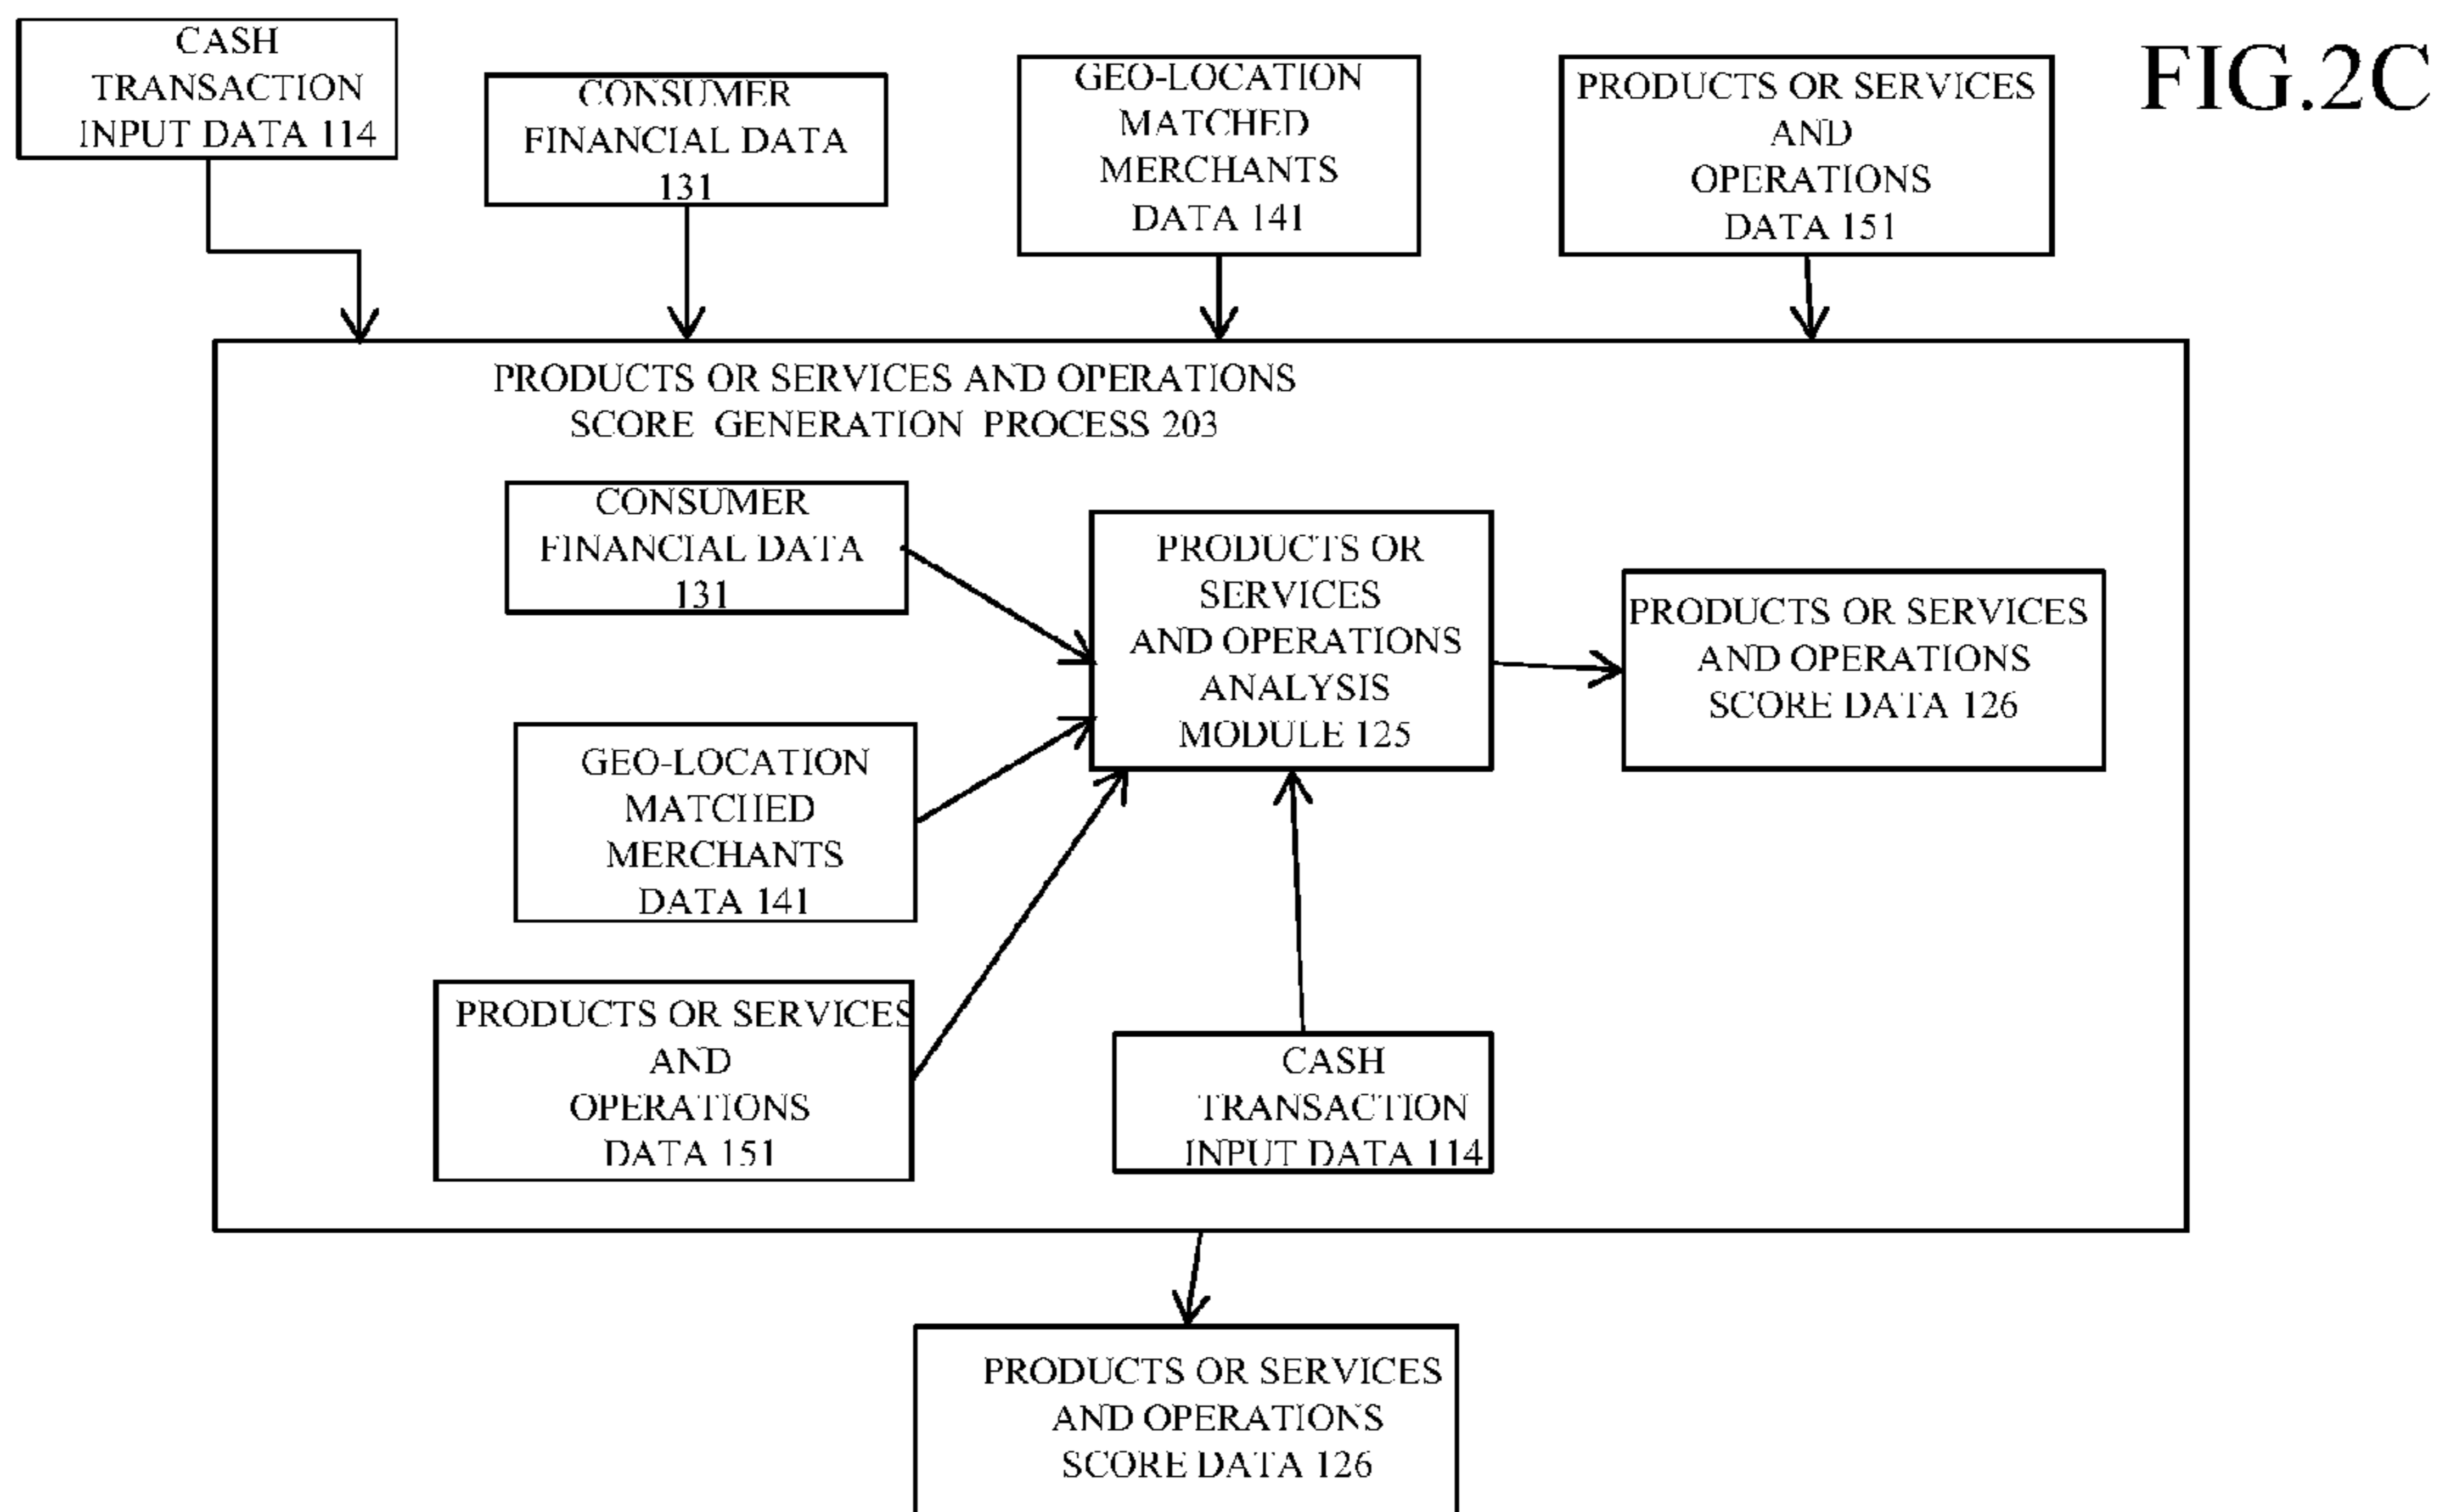 CASH
TRANSACTION
INPUT DATA 114
CONSUMER
FINANCIAL DATA
131
GEO-LOCATION
MATCHED
MERCHANTS
DATA 141
PRODUCTS OR SERVICES
AND
OPERATIONS
DATA 151
FIG.2C
PRODUCTS OR SERVICES AND OPERATIONS
SCORE GENERATION PROCESS 203
CONSUMER
FINANCIAL DATA
131
GEO-LOCATION
MATCHED
MERCHANTS
DATA 141
PRODUCTS OR SERVICES
AND
OPERATIONS
DATA 151
PRODUCTS OR
SERVICES
AND OPERATIONS
ANALYSIS
MODULE 125
CASH
TRANSACTION
INPUT DATA 114
PRODUCTS OR SERVICES
AND OPERATIONS
SCORE DATA 126
PRODUCTS OR SERVICES
AND OPERATIONS
SCORE DATA 126